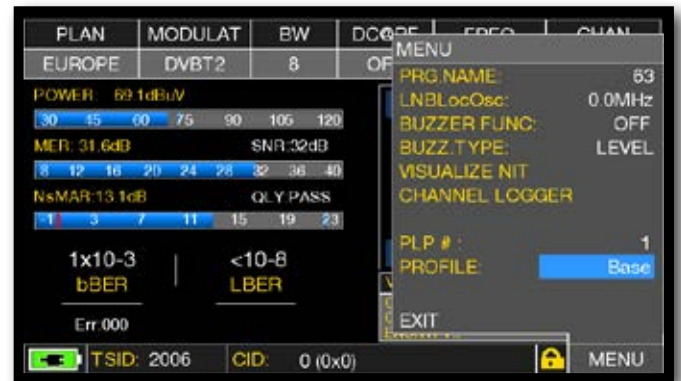 PLAN MODULAT BW
EUROPE DVBT2 8
POWER: 69.1dBuV
30 45 60 75 90 105 120
MER: 31.6dB SNR:32dB
8 12 16 20 24 28 32 36 40
NsMAR:13.1dB QLY:PASS
-1 3 7 11 15 19 23
1x10-3 <10-8
bBER LBER
Err:000
TSID: 2006 CID: 0 (0x0) MENU
MENU
PRG.NAME: 63
LNBLocOsc: 0.0MHz
BUZZER FUNC: OFF
BUZZ.TYPE: LEVEL
VISUALIZE NIT
CHANNEL LOGGER
PLP # : 1
PROFILE: Base
EXIT